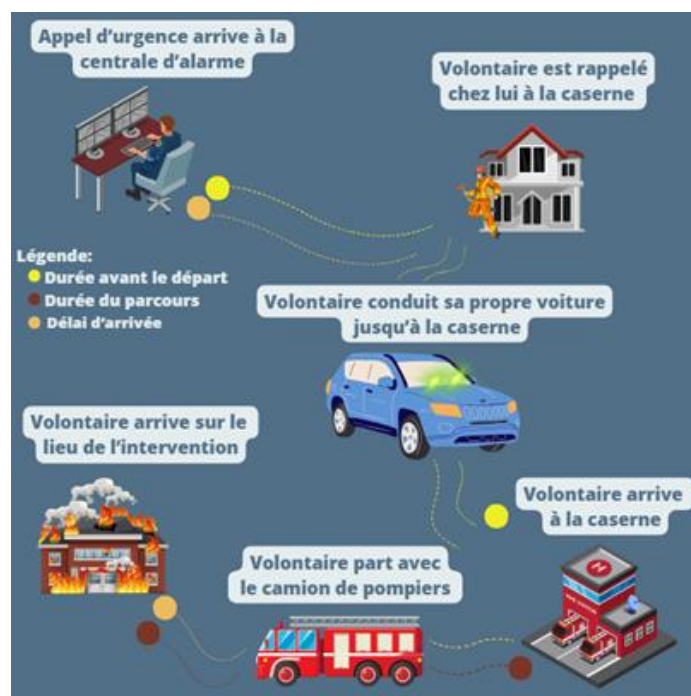 Appel d'urgence arrive à la
centrale d'alarme
Volontaire est rappelé
chez lui à la caserne
Légende:
Durée avant le départ
Durée du parcours
Délai d'arrivée
Volontaire conduit sa propre voiture
jusqu'à la caserne
Volontaire arrive sur le
lieu de l'intervention
Volontaire arrive
à la caserne
Volontaire part avec
le camion de pompiers
H